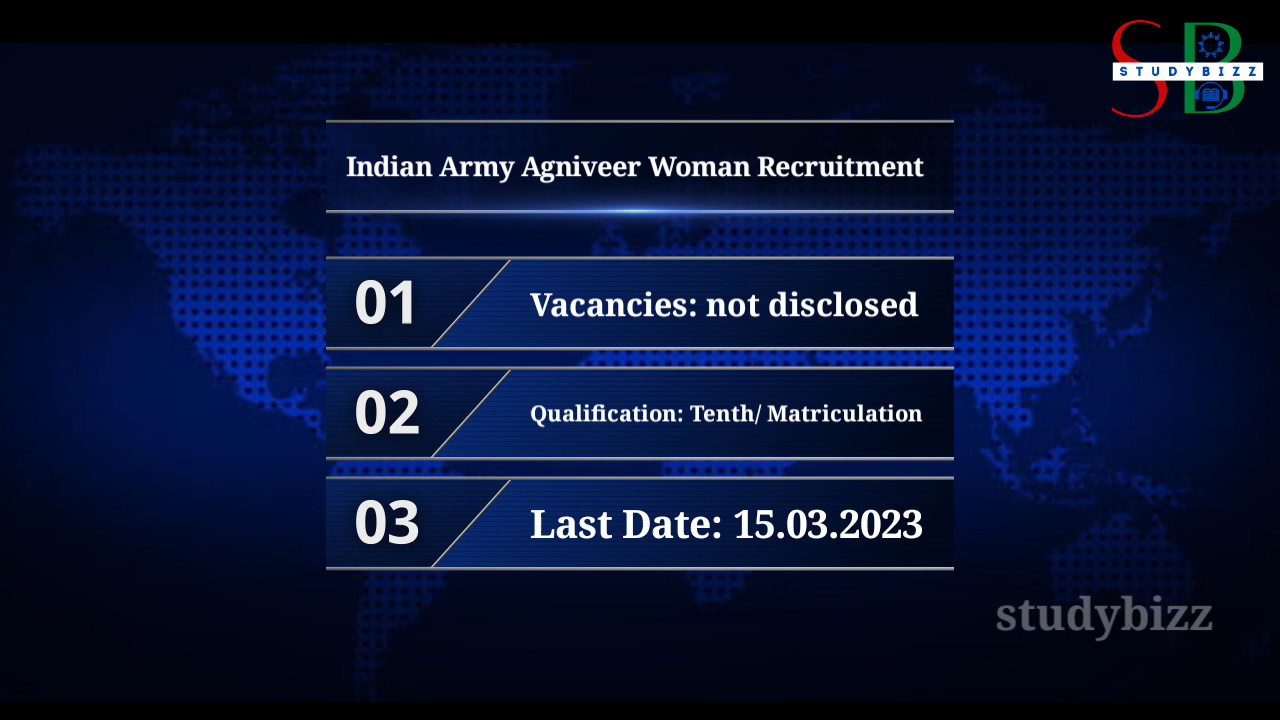 STUDYBIZZ
Indian Army Agniveer Woman Recruitment
01
Vacancies: not disclosed
02
Qualification: Tenth/ Matriculation
03
Last Date: 15.03.2023
studybizz